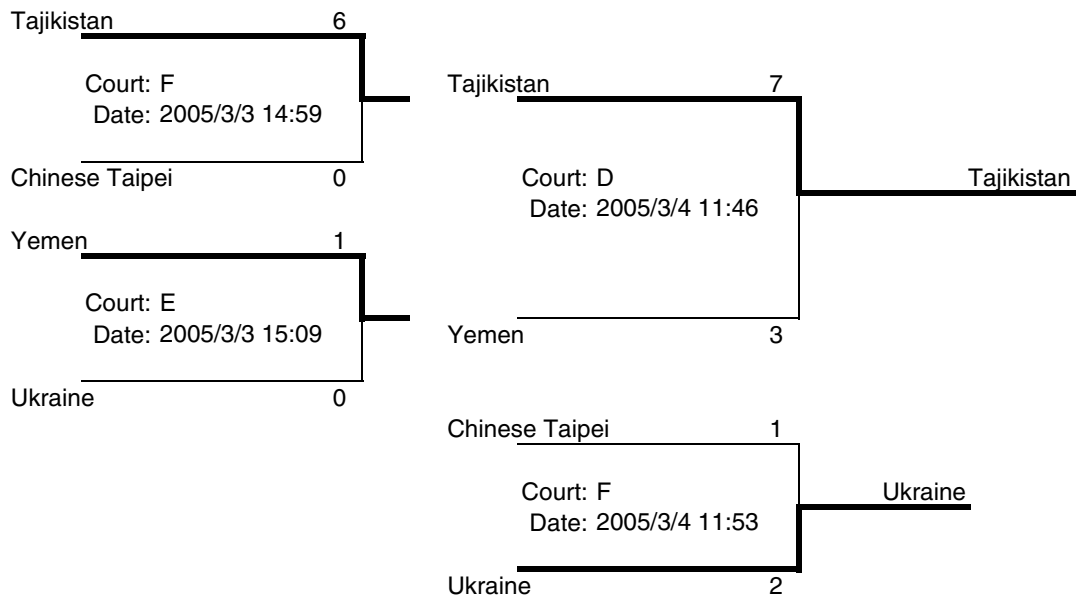 Tajikistan 6
Court: F
Date: 2005/3/3 14:59
Chinese Taipei 0
Yemen 1
Court: E
Date: 2005/3/3 15:09
Ukraine 0
Tajikistan 7
Court: D
Date: 2005/3/4 11:46
Yemen 3
Tajikistan
Chinese Taipei 1
Court: F
Date: 2005/3/4 11:53
Ukraine 2
Ukraine